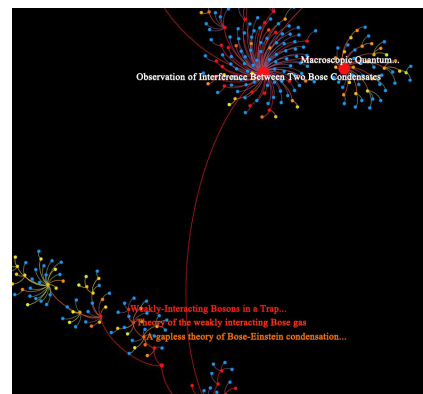 Macroscopic Quantum...
Observation of Interference Between Two Bose Condensates
Weakly-Interacting Bosons in a Trap...
Theory of the weakly interacting Bose gas
A gapless theory of Bose-Einstein condensation...